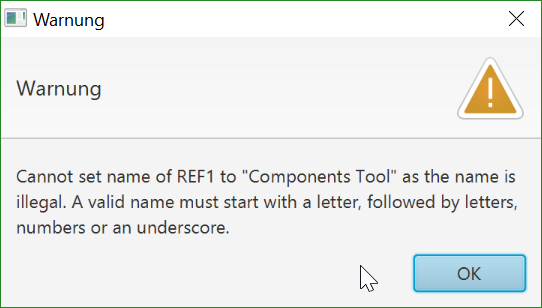 Warnung
Warnung
Cannot set name of REF1 to "Components Tool" as the name is
illegal. A valid name must start with a letter, followed by letters,
numbers or an underscore.
OK